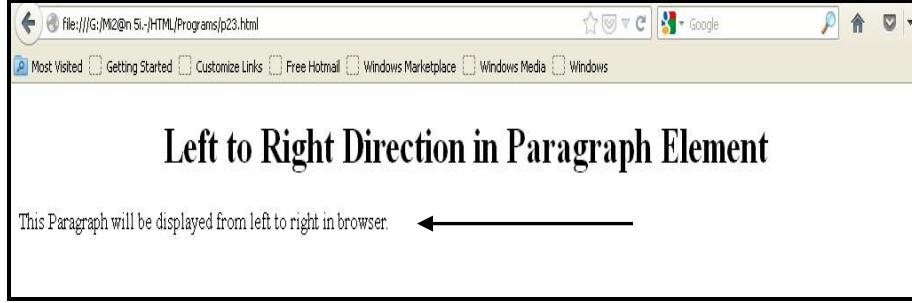 file:///G:/Mi2@n 5i.-/HTML/Programs/p23.html
Google
Most Visited Getting Started Customize Links Free Hotmail Windows Marketplace Windows Media Windows
Left to Right Direction in Paragraph Element
This Paragraph will be displayed from left to right in browser.